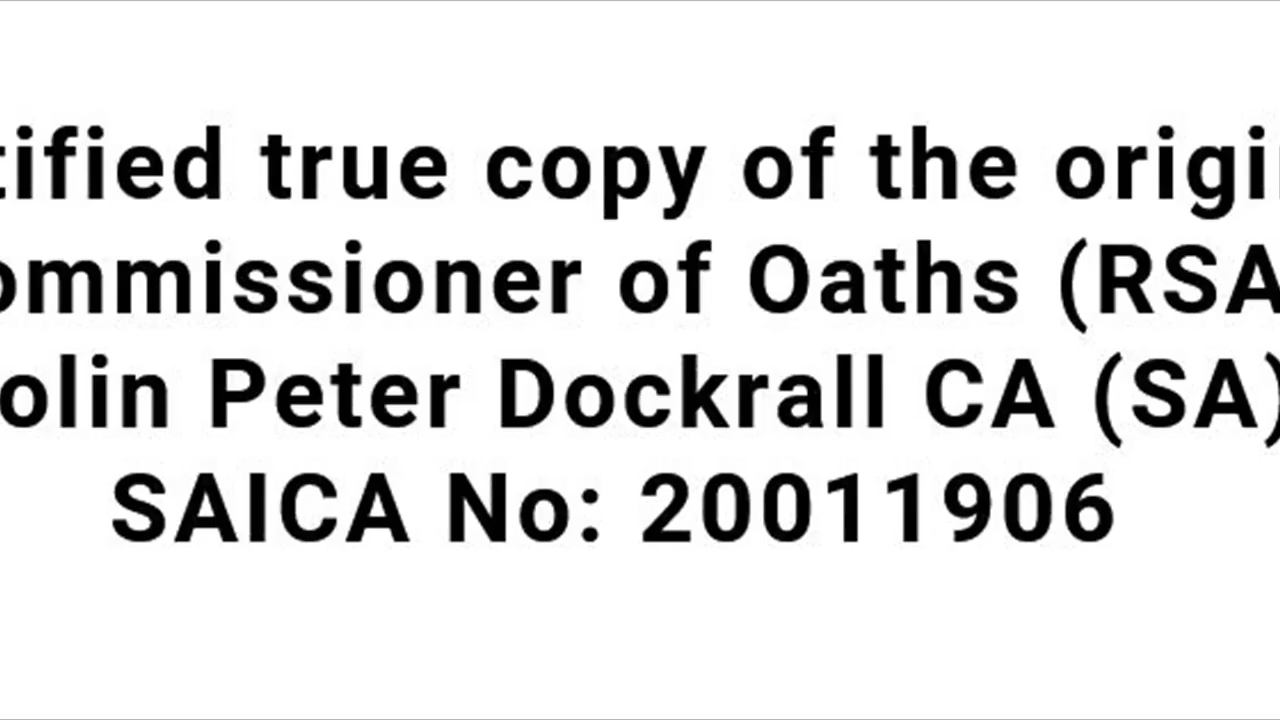 tified true copy of the origi
ommissioner of Oaths (RSA
olin Peter Dockrall CA (SA)
SAICA No: 20011906